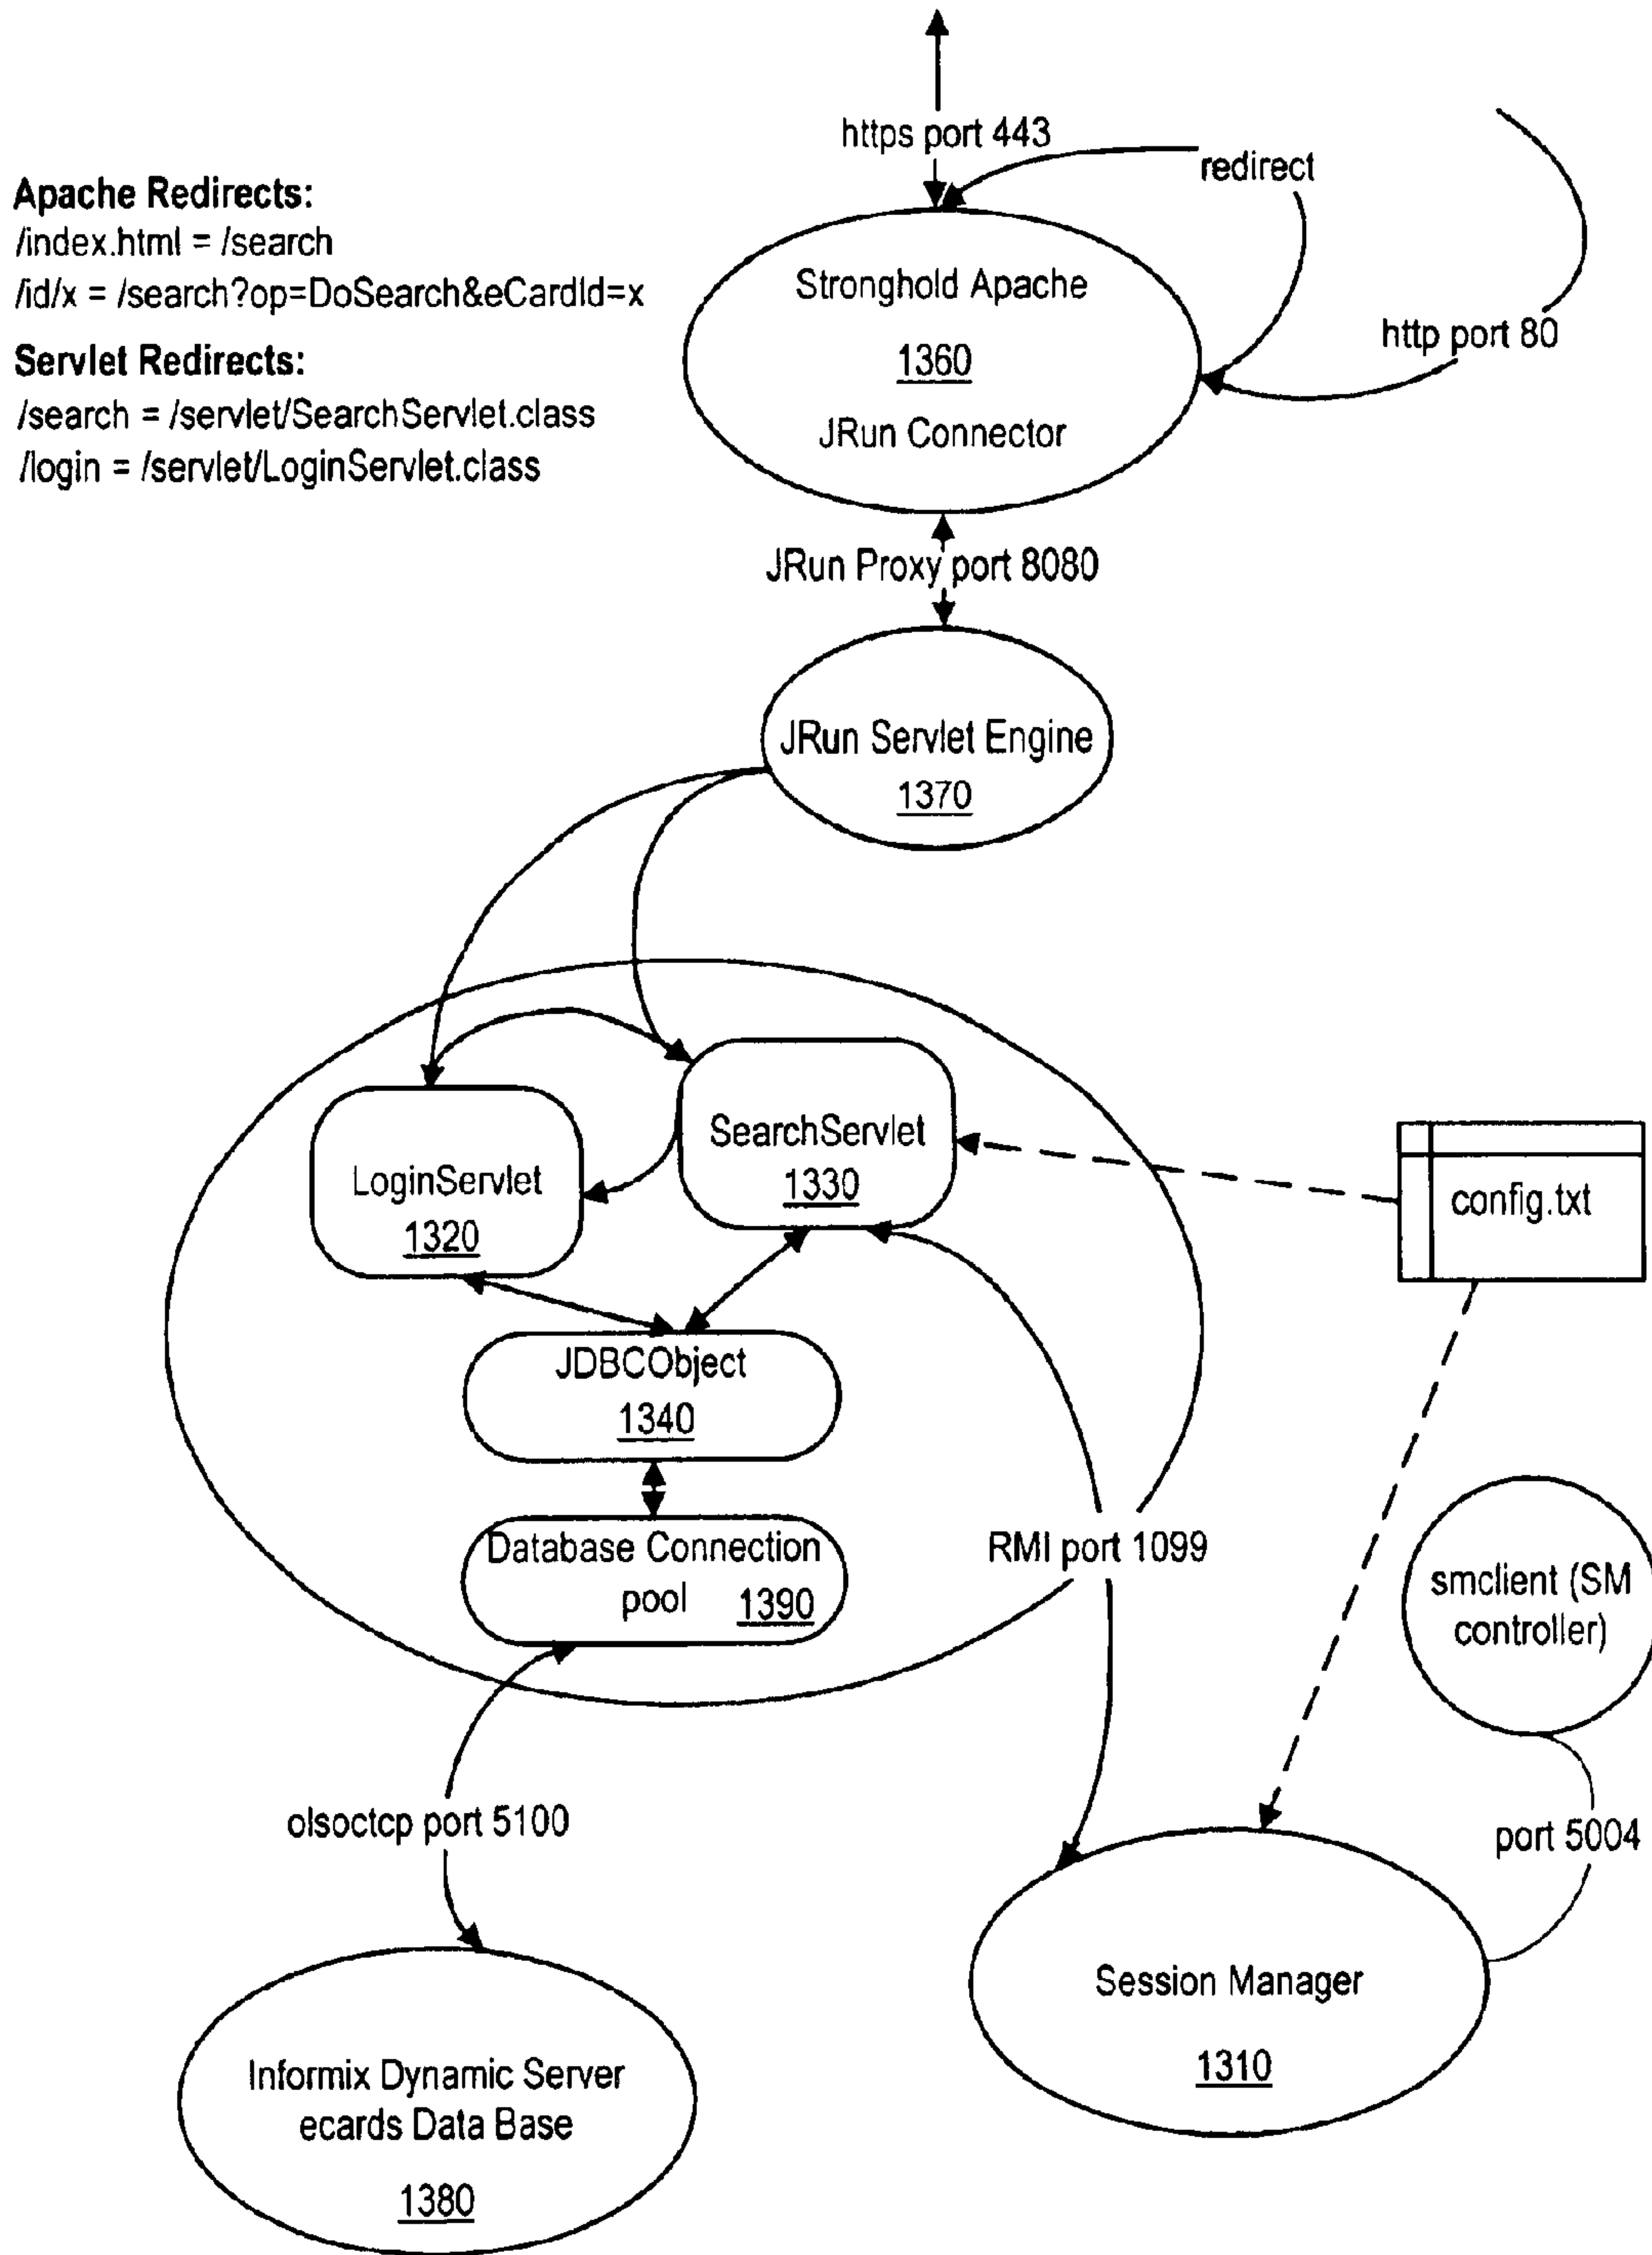 https port 443
redirect
Apache Redirects:
/index.html = /search
/id/x = /search?op=DoSearch&eCardId=x
Servlet Redirects:
/search = /servlet/SearchServlet.class
/login = /servlet/LoginServlet.class
Stronghold Apache
1360
JRun Connector
http port 80
JRun Proxy port 8080
JRun Servlet Engine
1370
SearchServlet
1330
LoginServlet
1320
config.txt
JDBCObject
1340
Database Connection
pool 1390
RMI port 1099
smclient (SM
controller)
olsoctcp port 5100
port 5004
Session Manager
1310
Informix Dynamic Server
ecards Data Base
1380